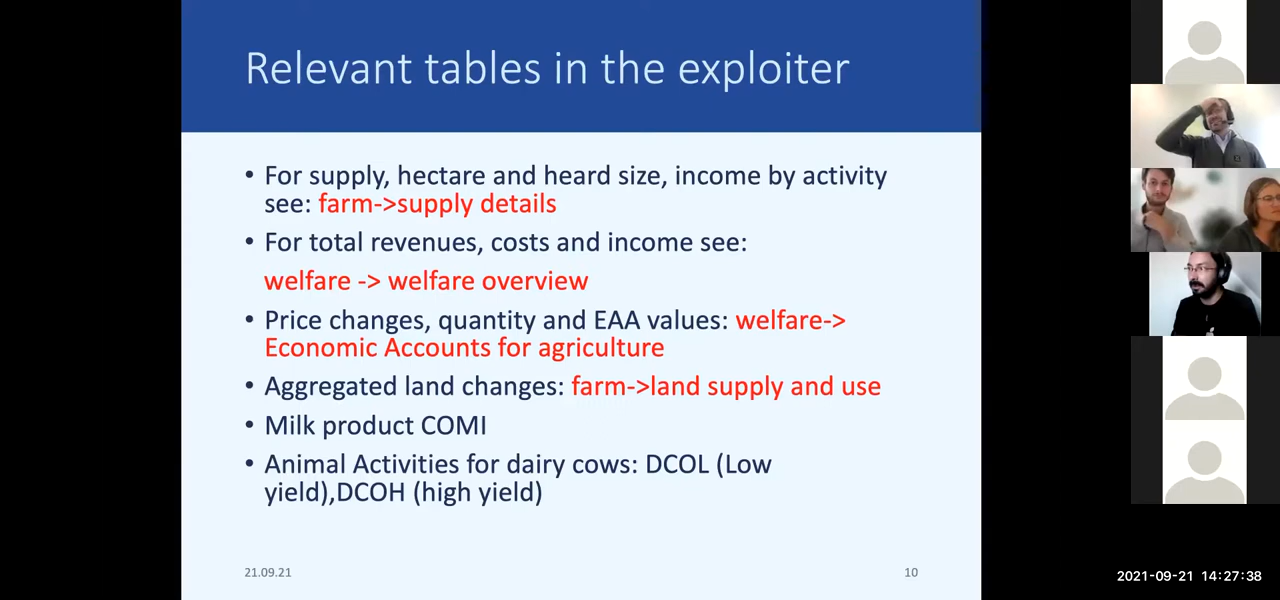 Relevant tables in the exploiter
• For supply, hectare and heard size, income by activity
see: farm->supply details
• For total revenues, costs and income see:
welfare -> welfare overview
• Price changes, quantity and EAA values: welfare->
Economic Accounts for agriculture
• Aggregated land changes: farm->land supply and use
• Milk product COMI
• Animal Activities for dairy cows: DCOL (Low
yield),DCOH (high yield)
21.09.21
10
2021-09-21 14:27:38